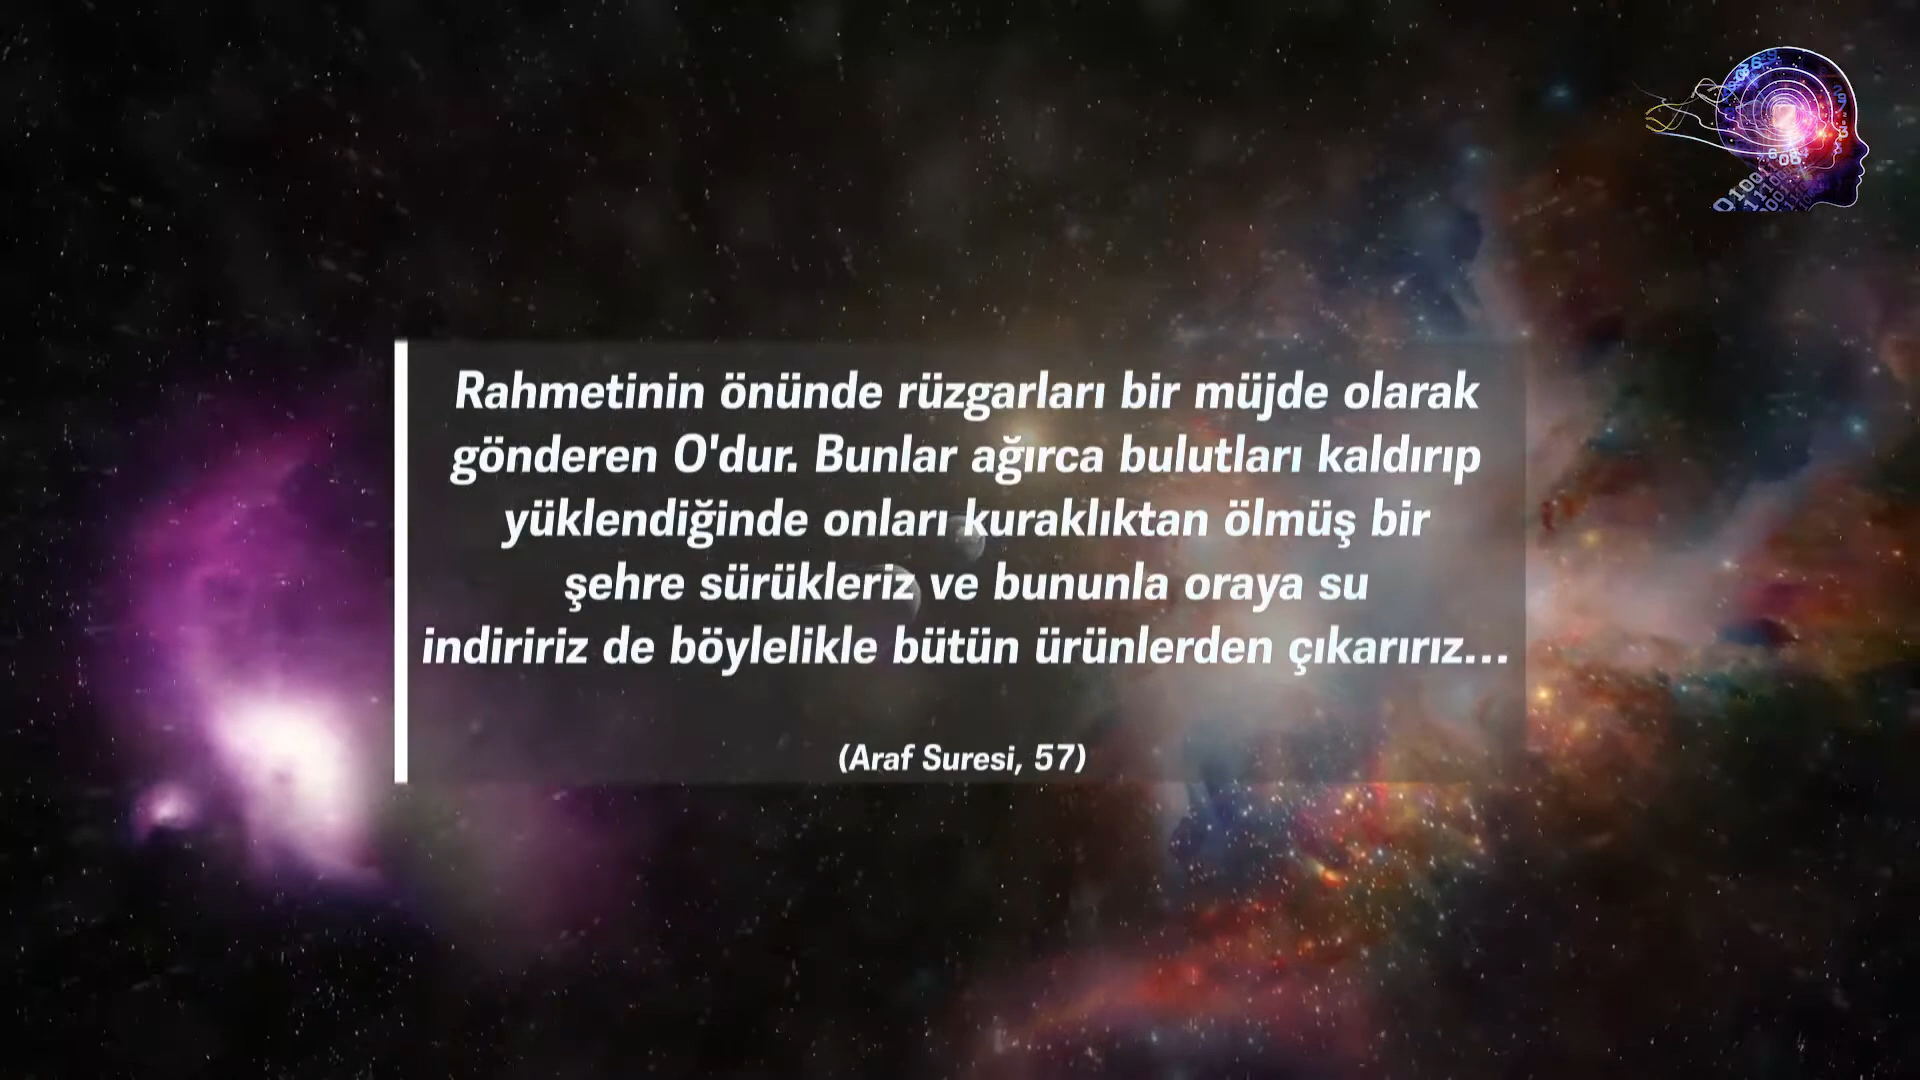 Rahmetinin önünde rüzgarları bir müjde olarak
gönderen O'dur. Bunlar ağırca bulutları kaldırıp
yüklendiğinde onları kuraklıktan ölmüş bir
şehre sürükleriz ve bununla oraya su
indiririz de böylelikle bütün ürünlerden çıkarırız...
(Araf Suresi, 57)